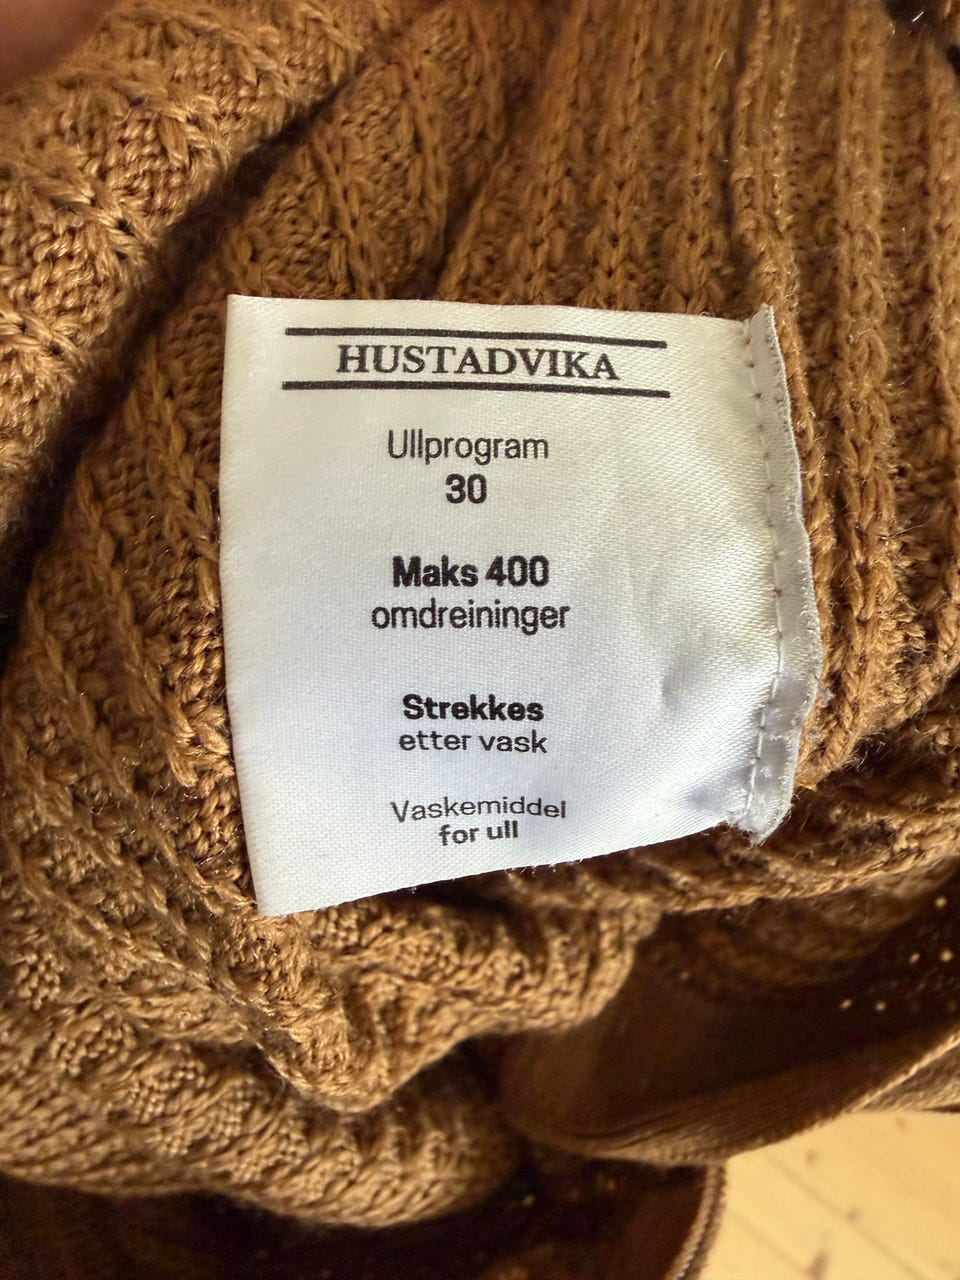 HUSTADVIKA
Ullprogram
30
Maks 400
omdreininger
Strekkes
etter vask
Vaskemiddel
for ull